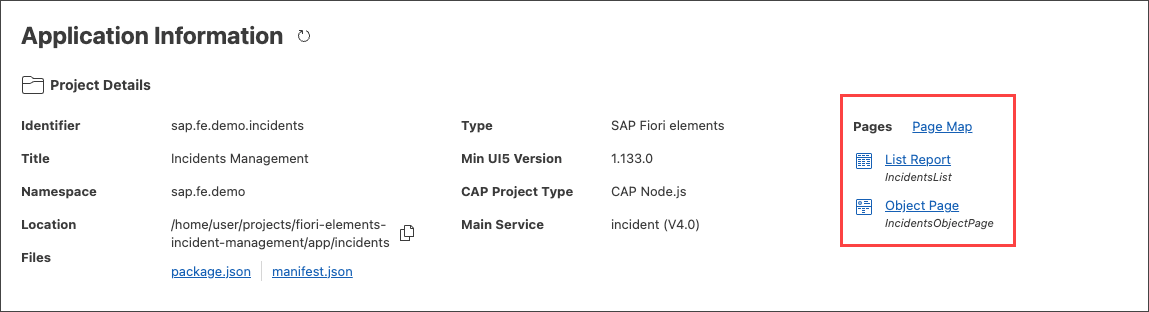 Application Information
Project Details
Identifier
sap.fe.demo.incidents
Title
Incidents Management
Namespace
sap.fe.demo
Location
/home/user/projects/fiori-elements-
incident-management/app/incidents
Files
package.json
manifest.json
Type
SAP Fiori elements
Min UI5 Version
1.133.0
CAP Project Type
CAP Node.js
Main Service
incident (V4.0)
Pages
Page Map
List Report
IncidentsList
Object Page
IncidentsObjectPage